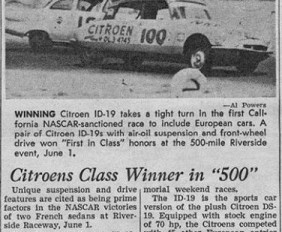 CITROEN
100
—Al Powers
WINNING Citroen ID-19 takes a tight turn in the first Cal-
ifornia NASCAR-sanctioned race to include European cars. A
pair of Citroen ID-19s with air-oil suspension and front-wheel
drive won "First in Class" honors at the 500-mile Riverside
event, June 1.
Citroens Class Winner in "500"
Unique suspension and drive
features are cited as being prime
factors in the NASCAR victories
of two French sedans at River-
side Raceway, June 1.
morial weekend races.
The ID-19 is the sports car
version of the plush Citroen DS-
19. Equipped with stock engine
of 70 hp, the Citroens competed